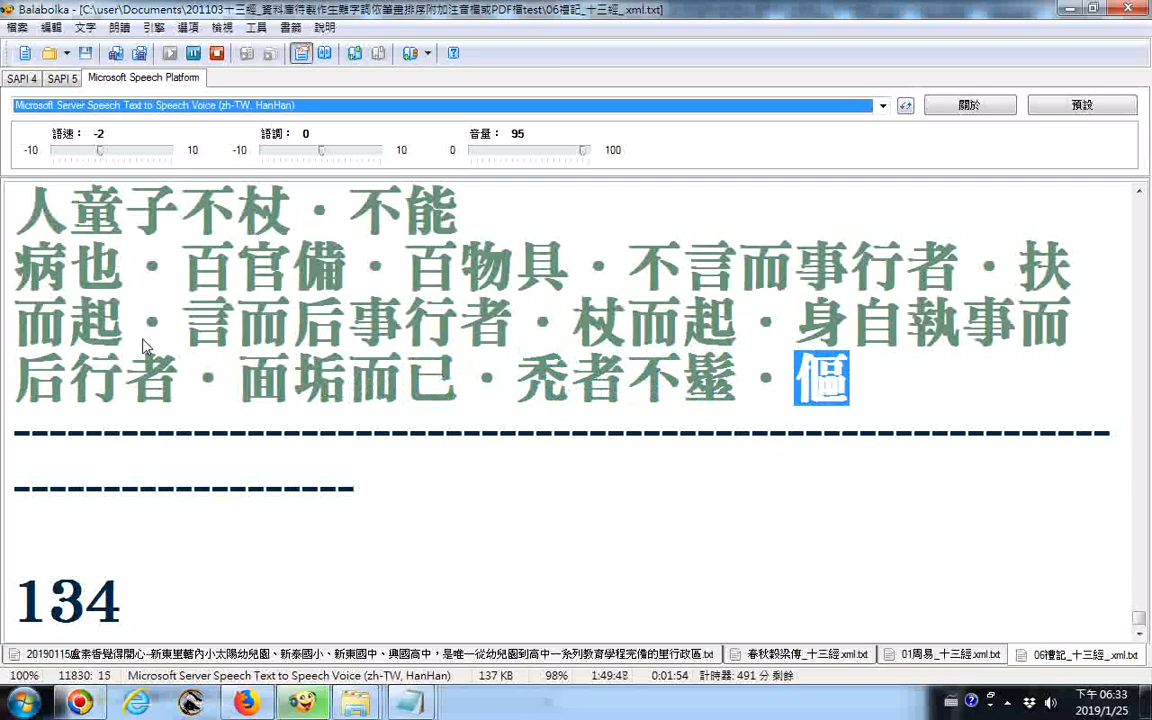 Balabolka - [C:\user\Documents\201103十三經_資料庫待製作生難字詞依筆畫排序附加注音檔或PDF檔test\06禮記_十三經_.xml.txt]
檔案 編輯 文字 朗讀 引擎 選項 檢視 工具 書籤 說明
SAPI 4 SAPI 5 Microsoft Speech Platform
Microsoft Server Speech Text to Speech Voice (zh-TW, HanHan) 關於 預設
語速： -2 語調： 0 音量： 95
-10 10 -10 10 0 100
人童子不杖．不能
病也．百官備．百物具．不言而事行者．扶
而起．言而后事行者．杖而起．身自執事而
后行者．面垢而已．禿者不髽．傴
--------------------------------------------------------------
-------------------
134
20190115盧素香覺得開心--新東里轄內小太陽幼兒園、新泰國小、新東國中、興國高中，是唯一從幼兒園到高中一系列教育學程完備的里行政區.txt 春秋穀梁傳_十三經.xml.txt 01周易_十三經.xml.txt 06禮記_十三經_.xml.txt
100% 11830: 15 Microsoft Server Speech Text to Speech Voice (zh-TW, HanHan) 137 KB 98% 1:49:48 0:01:54 計時器: 491 分 剩餘
下午 06:33
2019/1/25